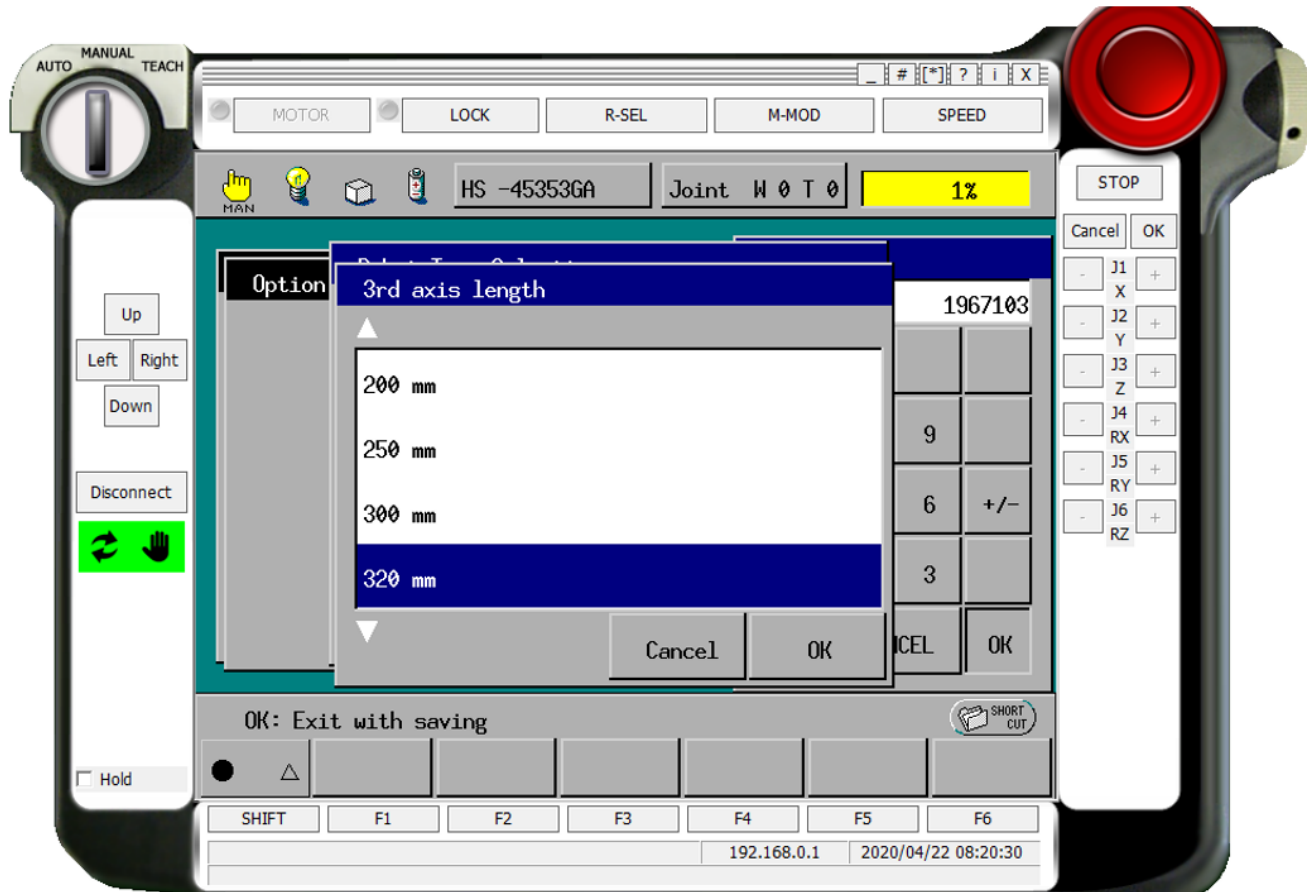 MANUAL
AUTO
TEACH
_ # [*] ? i X
MOTOR LOCK R-SEL M-MOD SPEED
MAN
HS -45353GA
Joint W 0 T 0
1%
STOP
Cancel OK
Option
3rd axis length
1967103
200 mm
250 mm
300 mm
320 mm
9
6 +/-
3
Cancel OK
OK
Up
Left Right
Down
Disconnect
Hold
- J1 +
X
- J2 +
Y
- J3 +
Z
- J4 +
RX
- J5 +
RY
- J6 +
RZ
OK: Exit with saving
SHORT
CUT
SHIFT F1 F2 F3 F4 F5 F6
192.168.0.1 2020/04/22 08:20:30